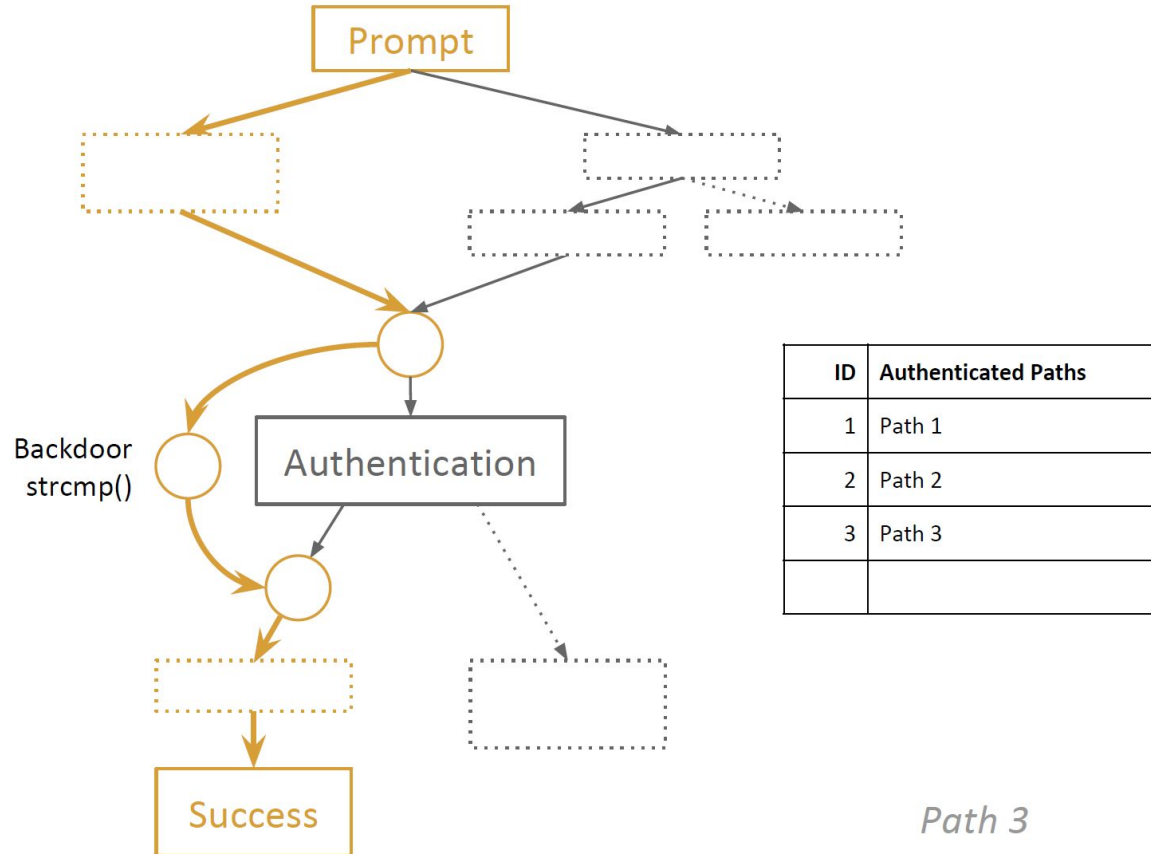 Prompt
Backdoor
strcmp()
Authentication
ID Authenticated Paths
1 Path 1
2 Path 2
3 Path 3
Success
Path 3